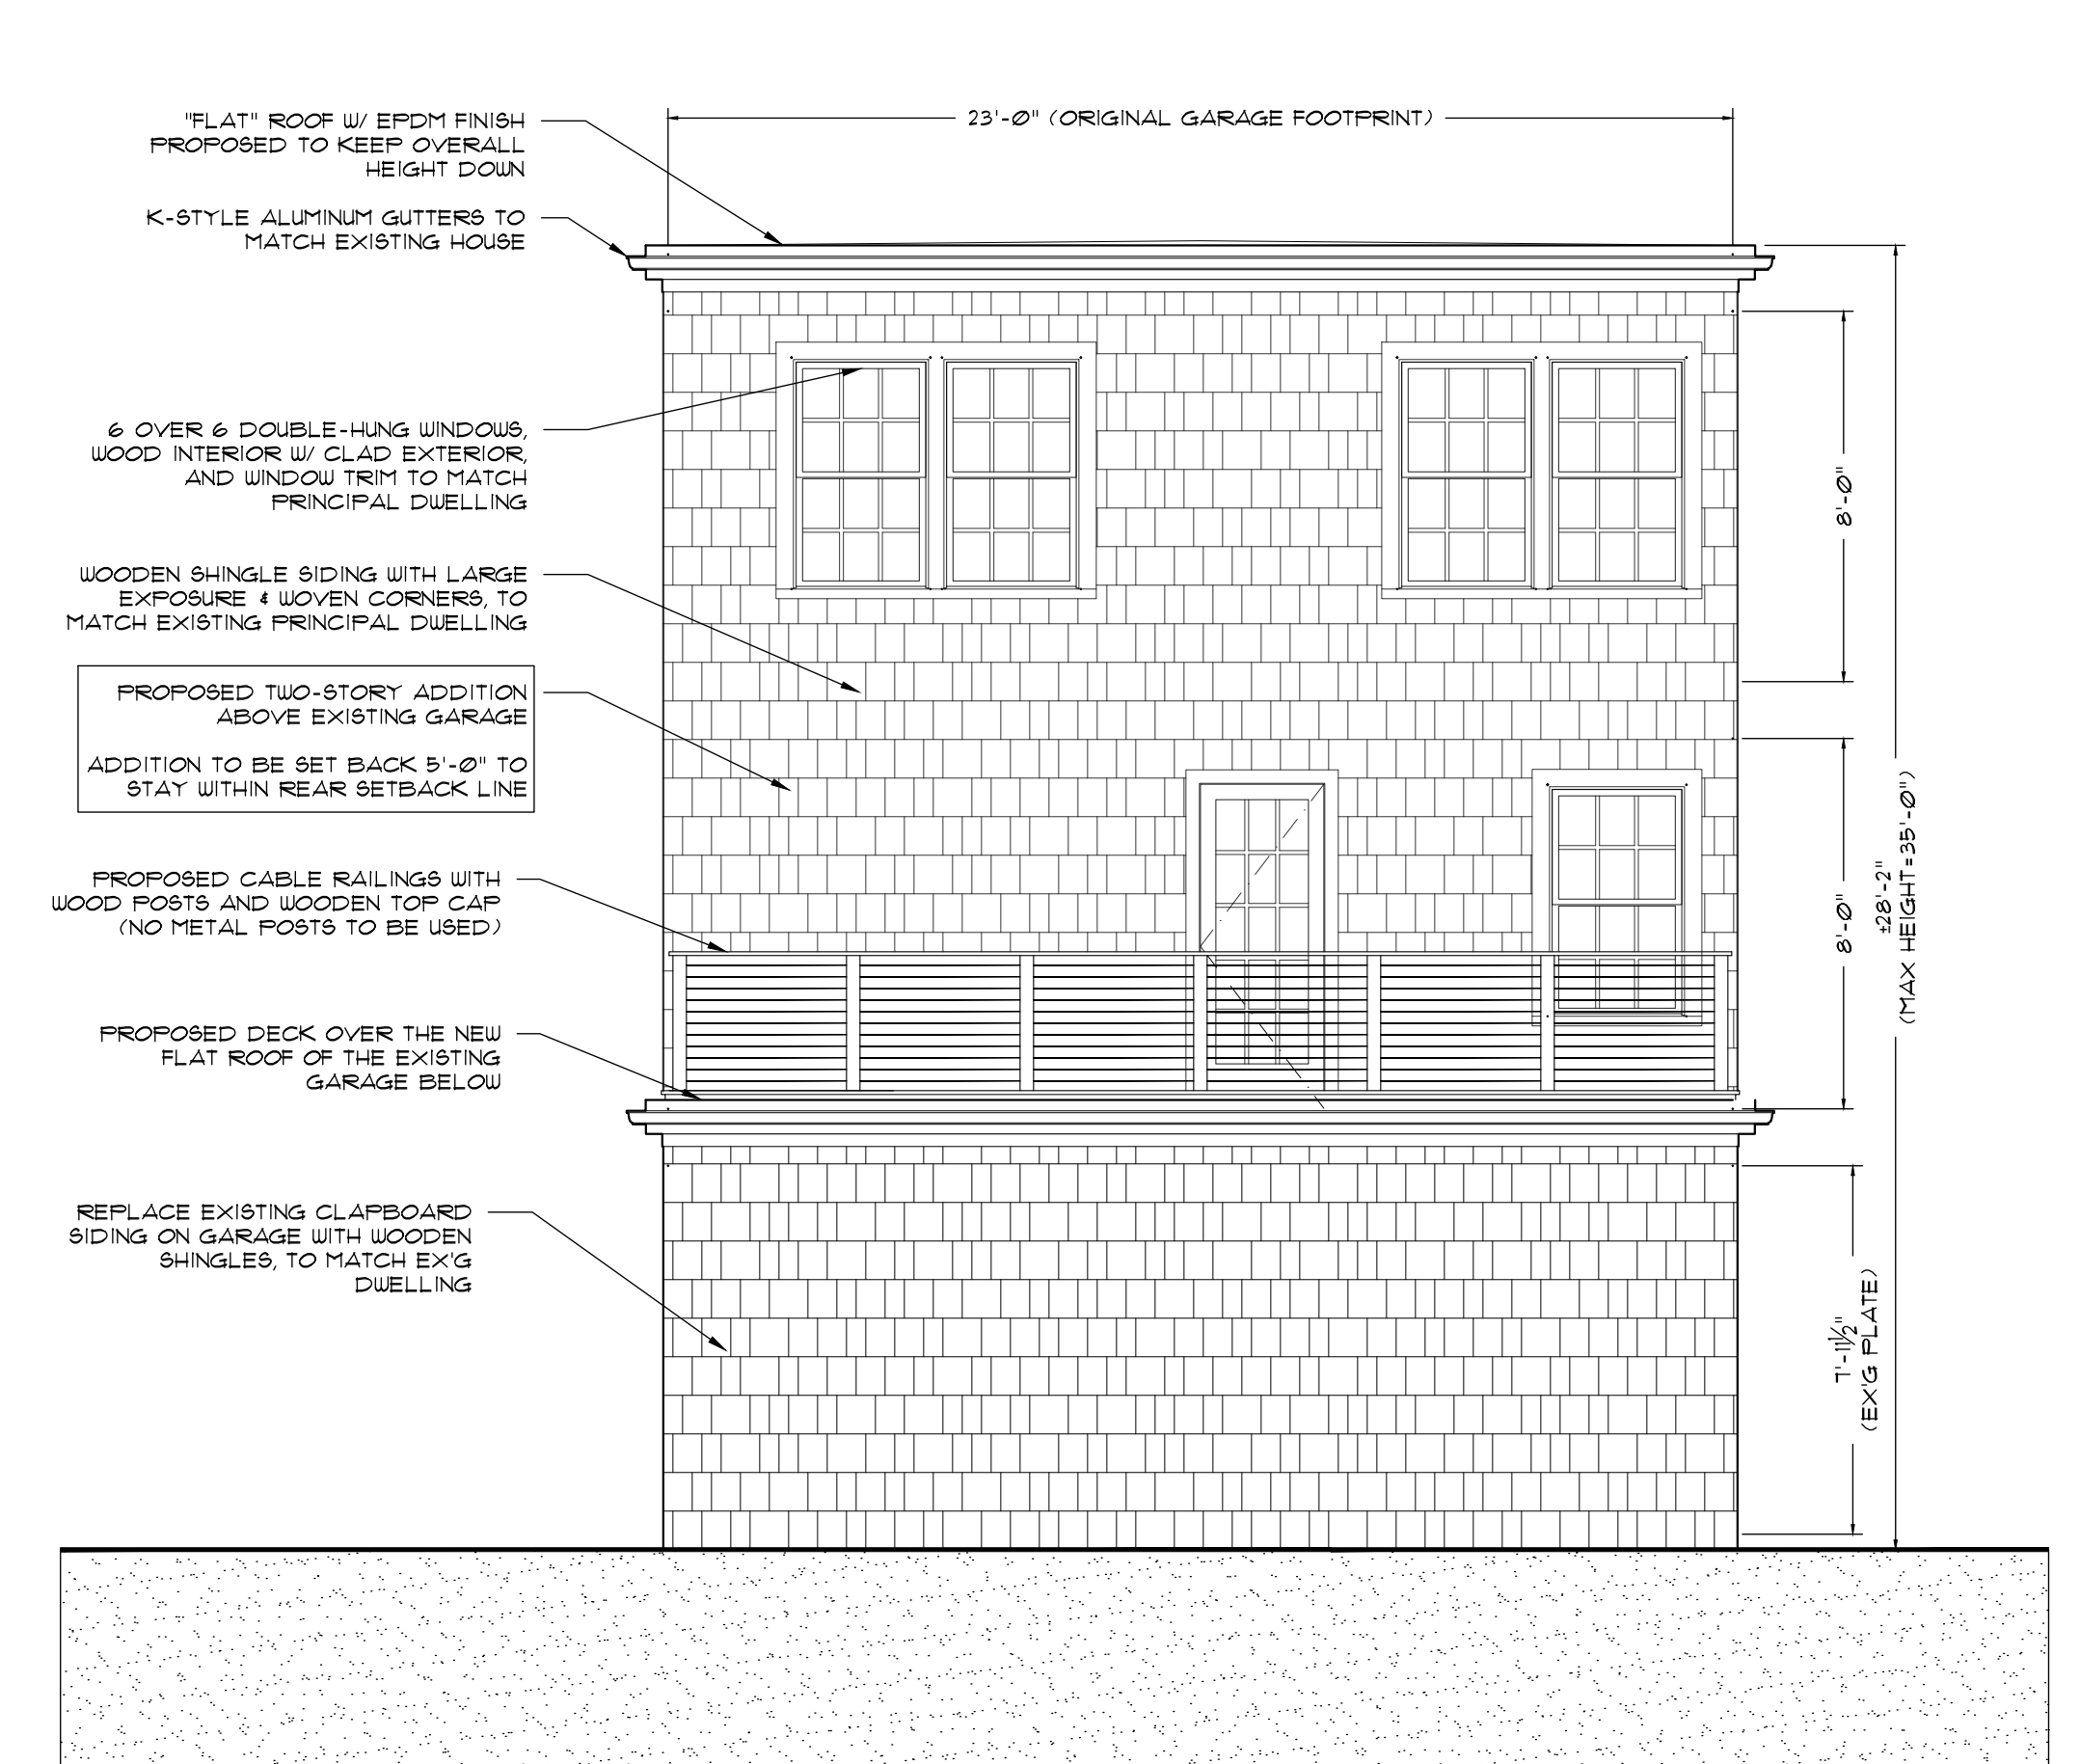 23'-0" (ORIGINAL GARAGE FOOTPRINT)
"FLAT" ROOF W/ EPDM FINISH
PROPOSED TO KEEP OVERALL
HEIGHT DOWN
K-STYLE ALUMINUM GUTTERS TO
MATCH EXISTING HOUSE
6 OVER 6 DOUBLE-HUNG WINDOWS,
WOOD INTERIOR W/ CLAD EXTERIOR,
AND WINDOW TRIM TO MATCH
PRINCIPAL DWELLING
WOODEN SHINGLE SIDING WITH LARGE
EXPOSURE & WOVEN CORNERS, TO
MATCH EXISTING PRINCIPAL DWELLING
PROPOSED TWO-STORY ADDITION
ABOVE EXISTING GARAGE
ADDITION TO BE SET BACK 5'-0" TO
STAY WITHIN REAR SETBACK LINE
PROPOSED CABLE RAILINGS WITH
WOOD POSTS AND WOODEN TOP CAP
(NO METAL POSTS TO BE USED)
PROPOSED DECK OVER THE NEW
FLAT ROOF OF THE EXISTING
GARAGE BELOW
REPLACE EXISTING CLAPBOARD
SIDING ON GARAGE WITH WOODEN
SHINGLES, TO MATCH EX'G
DWELLING
8'-0"
8'-0"
±28'-2"
(MAX HEIGHT=35'-0")
7'-11½"
(EX'G PLATE)